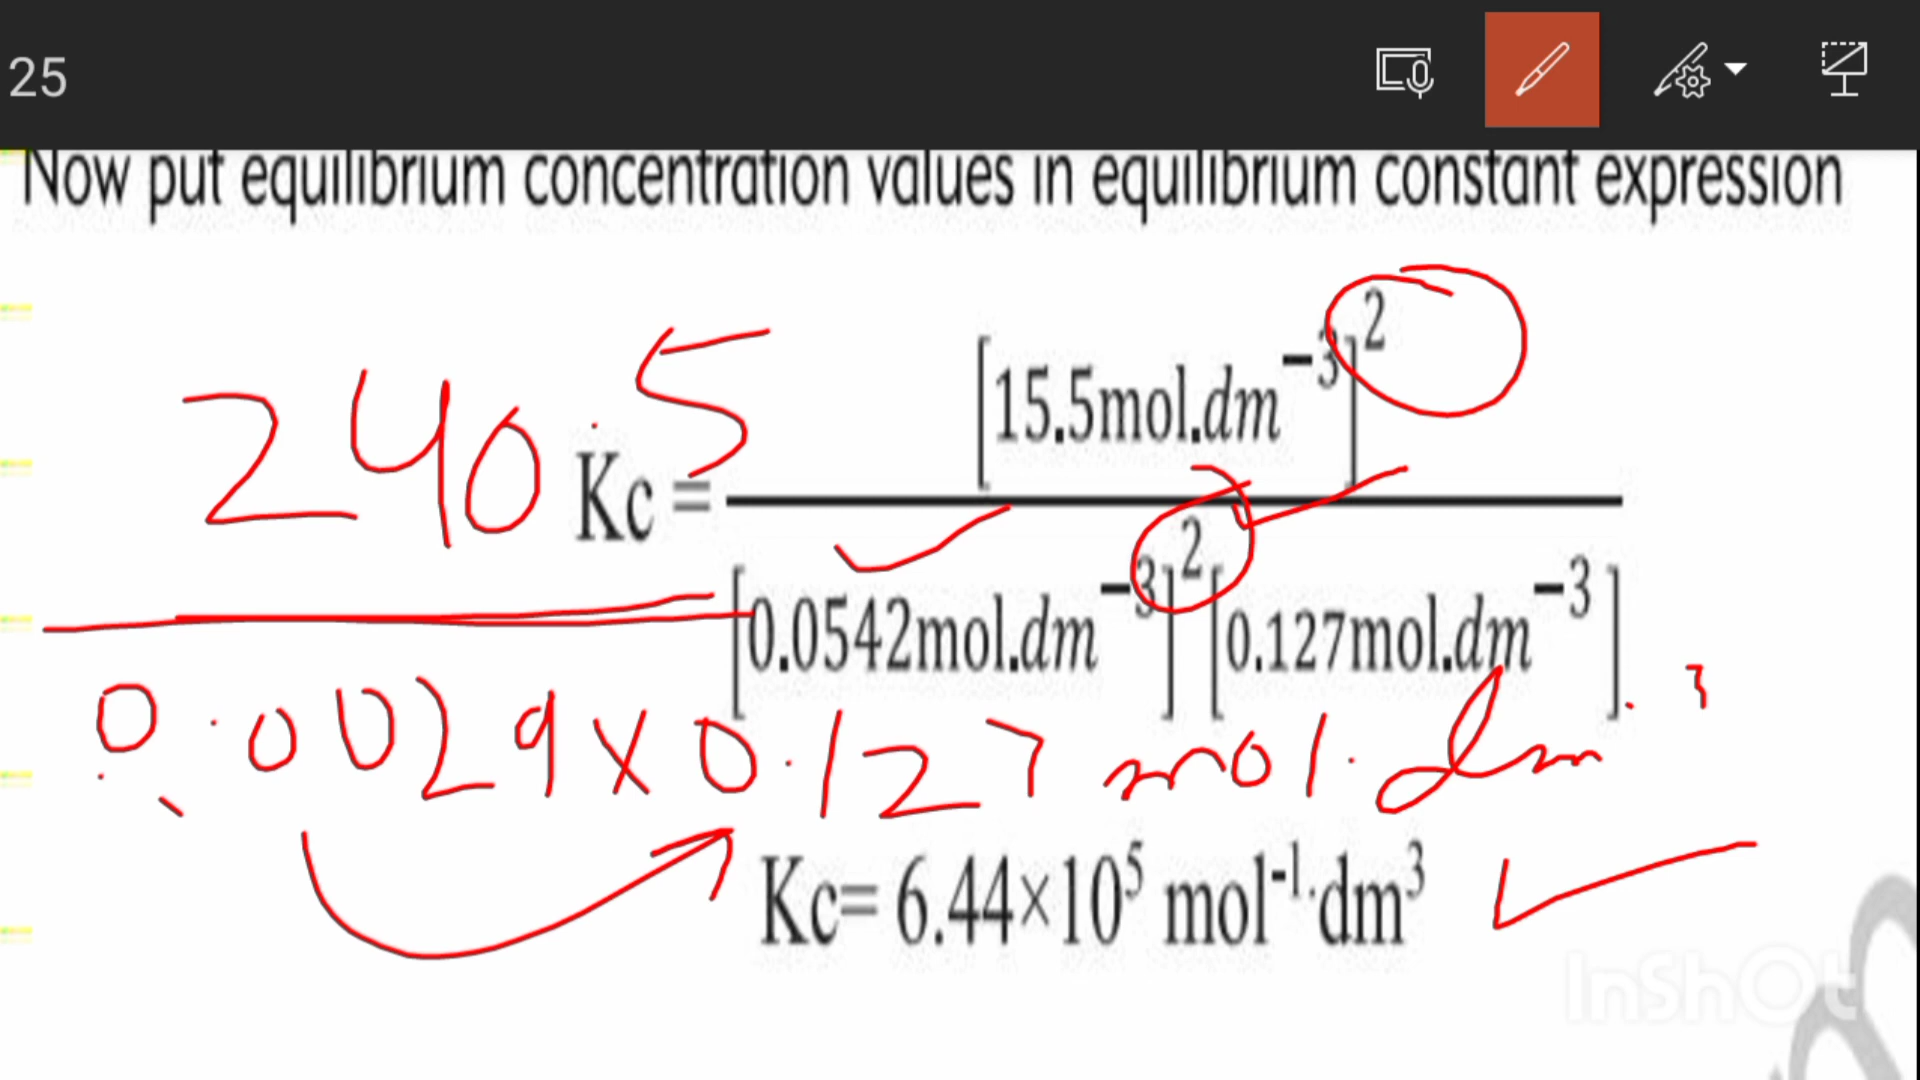 25
Now put equilibrium concentration values in equilibrium constant expression
240.5
Kc = [15.5mol.dm⁻³]²
[0.0542mol.dm⁻³]² [0.127mol.dm⁻³]
0.0029 × 0.127 mol.dm
Kc= 6.44×10⁵ mol⁻¹.dm³
InShOt